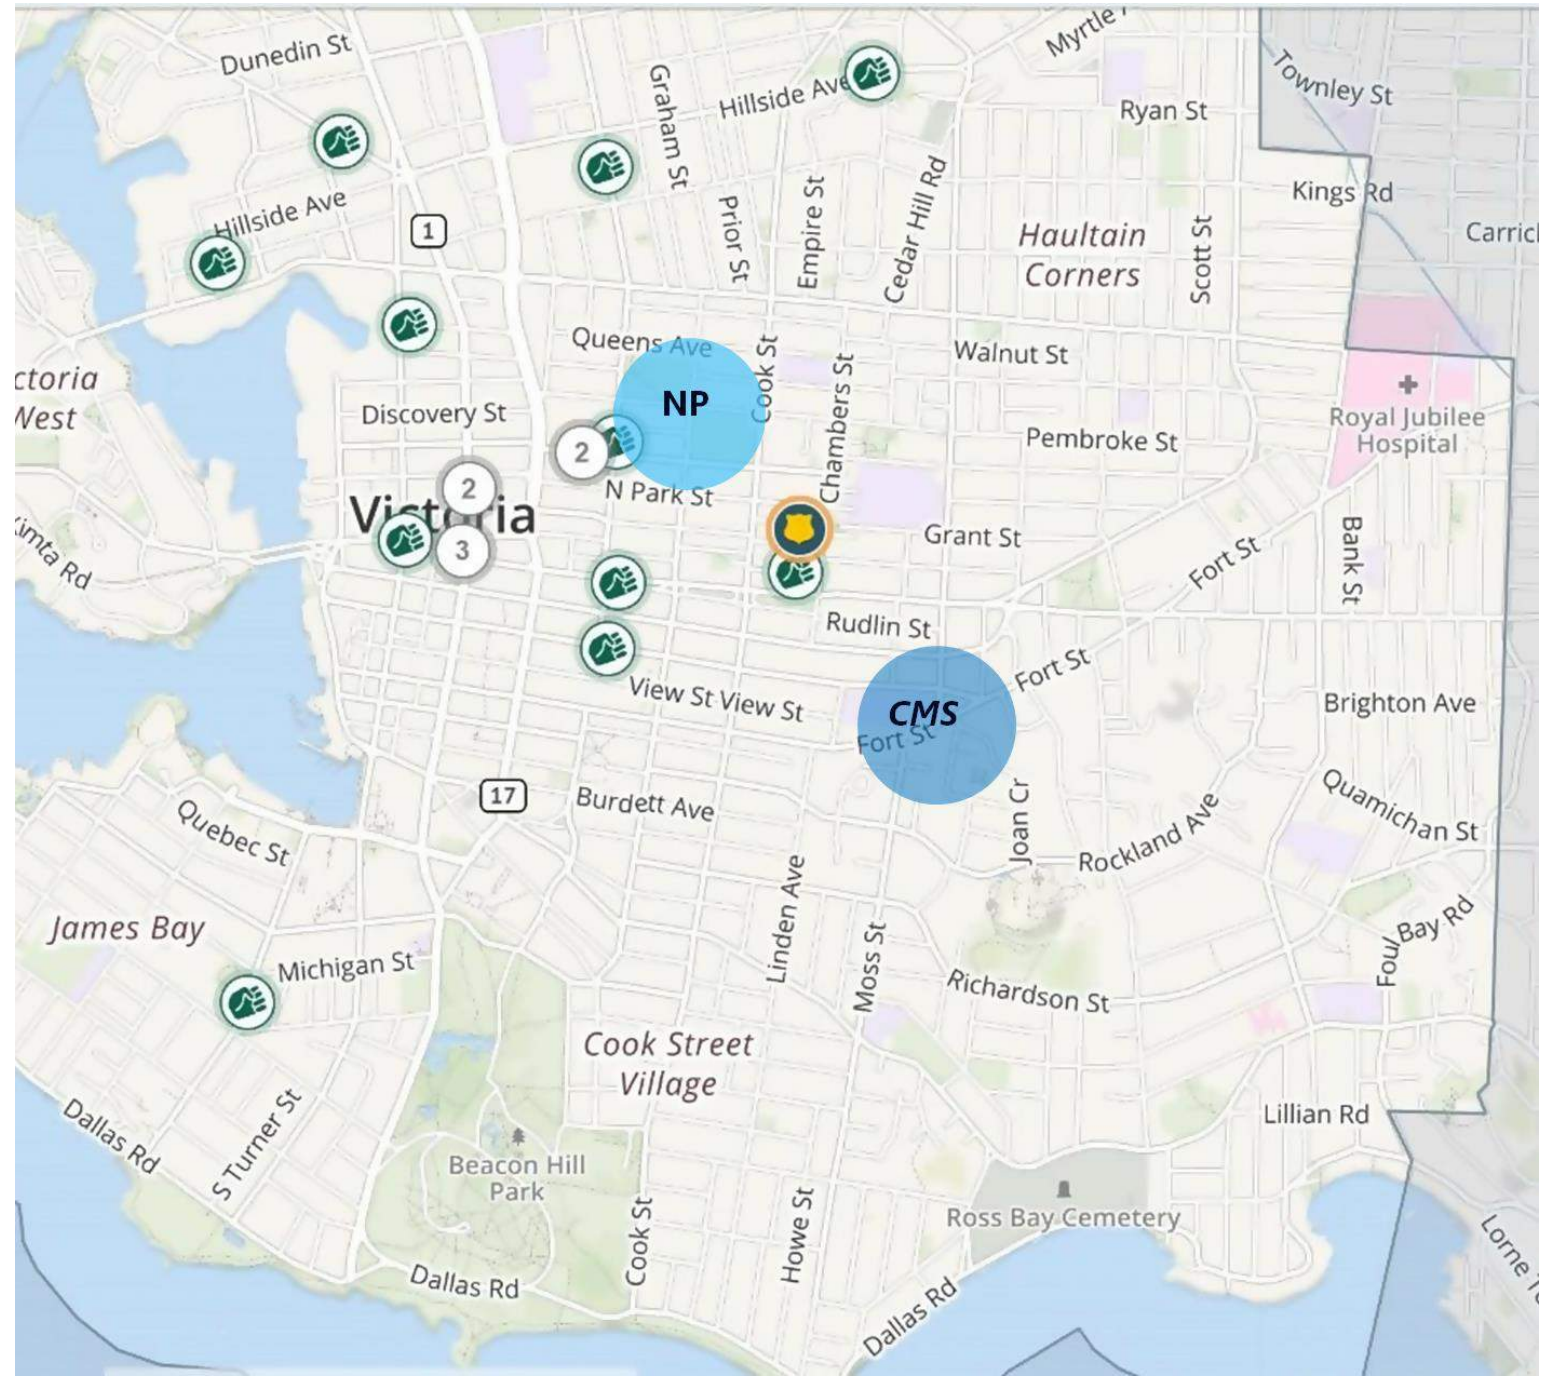 Dunedin St
Myrtle
Townley St
Hillside Ave
Graham St
Ryan St
Kings Rd
Hillside Ave
1
Prior St
Empire St
Cedar Hill Rd
Haultain
Corners
Scott St
Queens Ave
Cook St
Chambers St
Walnut St
ctoria
West
NP
Discovery St
Royal Jubilee
Hospital
2
Pembroke St
2
N Park St
Victoria
3
Grant St
Fort St
Bank St
Rudlin St
Fort St
View St View St
CMS
Fort St
Brighton Ave
17
Burdett Ave
Joan Cr
Quamichan St
Quebec St
Rockland Ave
Linden Ave
James Bay
Moss St
Foul Bay Rd
Michigan St
Richardson St
Cook Street
Village
Dallas Rd
S Turner St
Lillian Rd
Beacon Hill
Park
Cook St
Howe St
Ross Bay Cemetery
Lorne
Dallas Rd
Dallas Rd